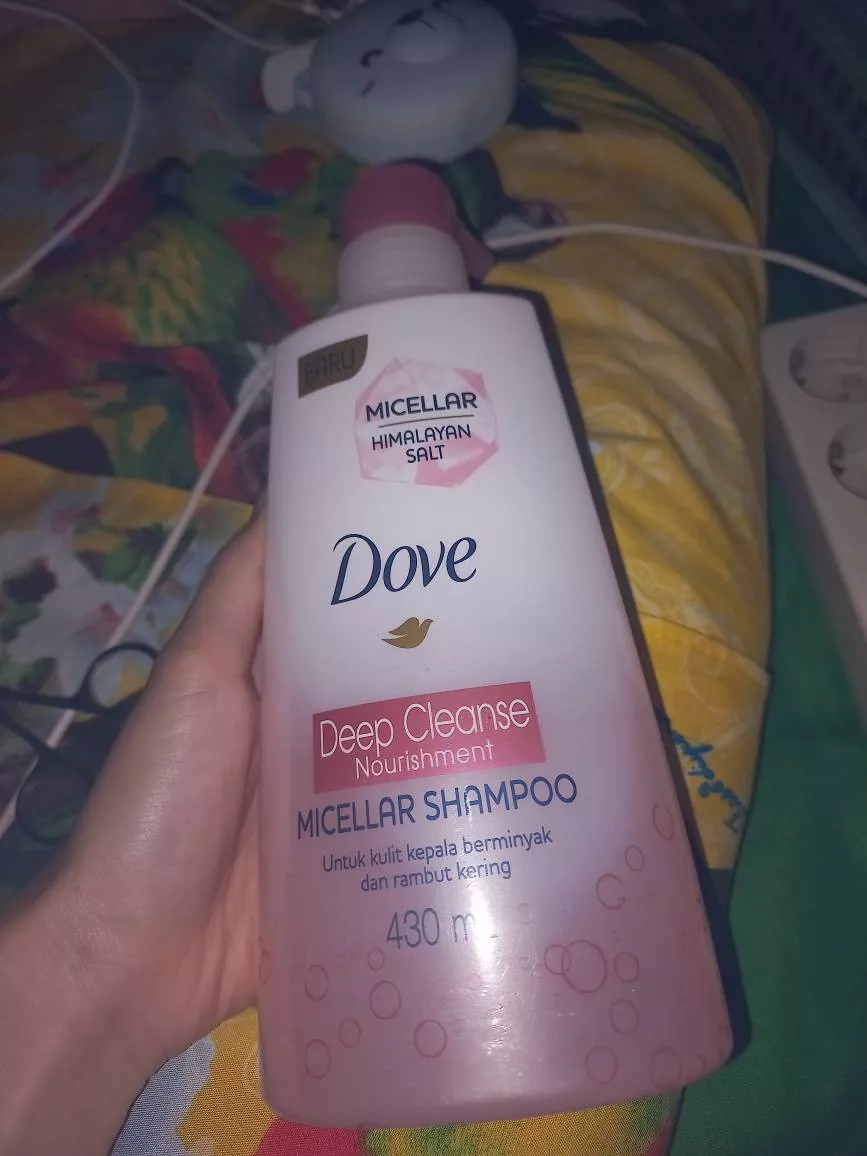 BARU
MICELLAR
HIMALAYAN
SALT
Dove
Deep Cleanse
Nourishment
MICELLAR SHAMPOO
Untuk kulit kepala berminyak
dan rambut kering
430 m